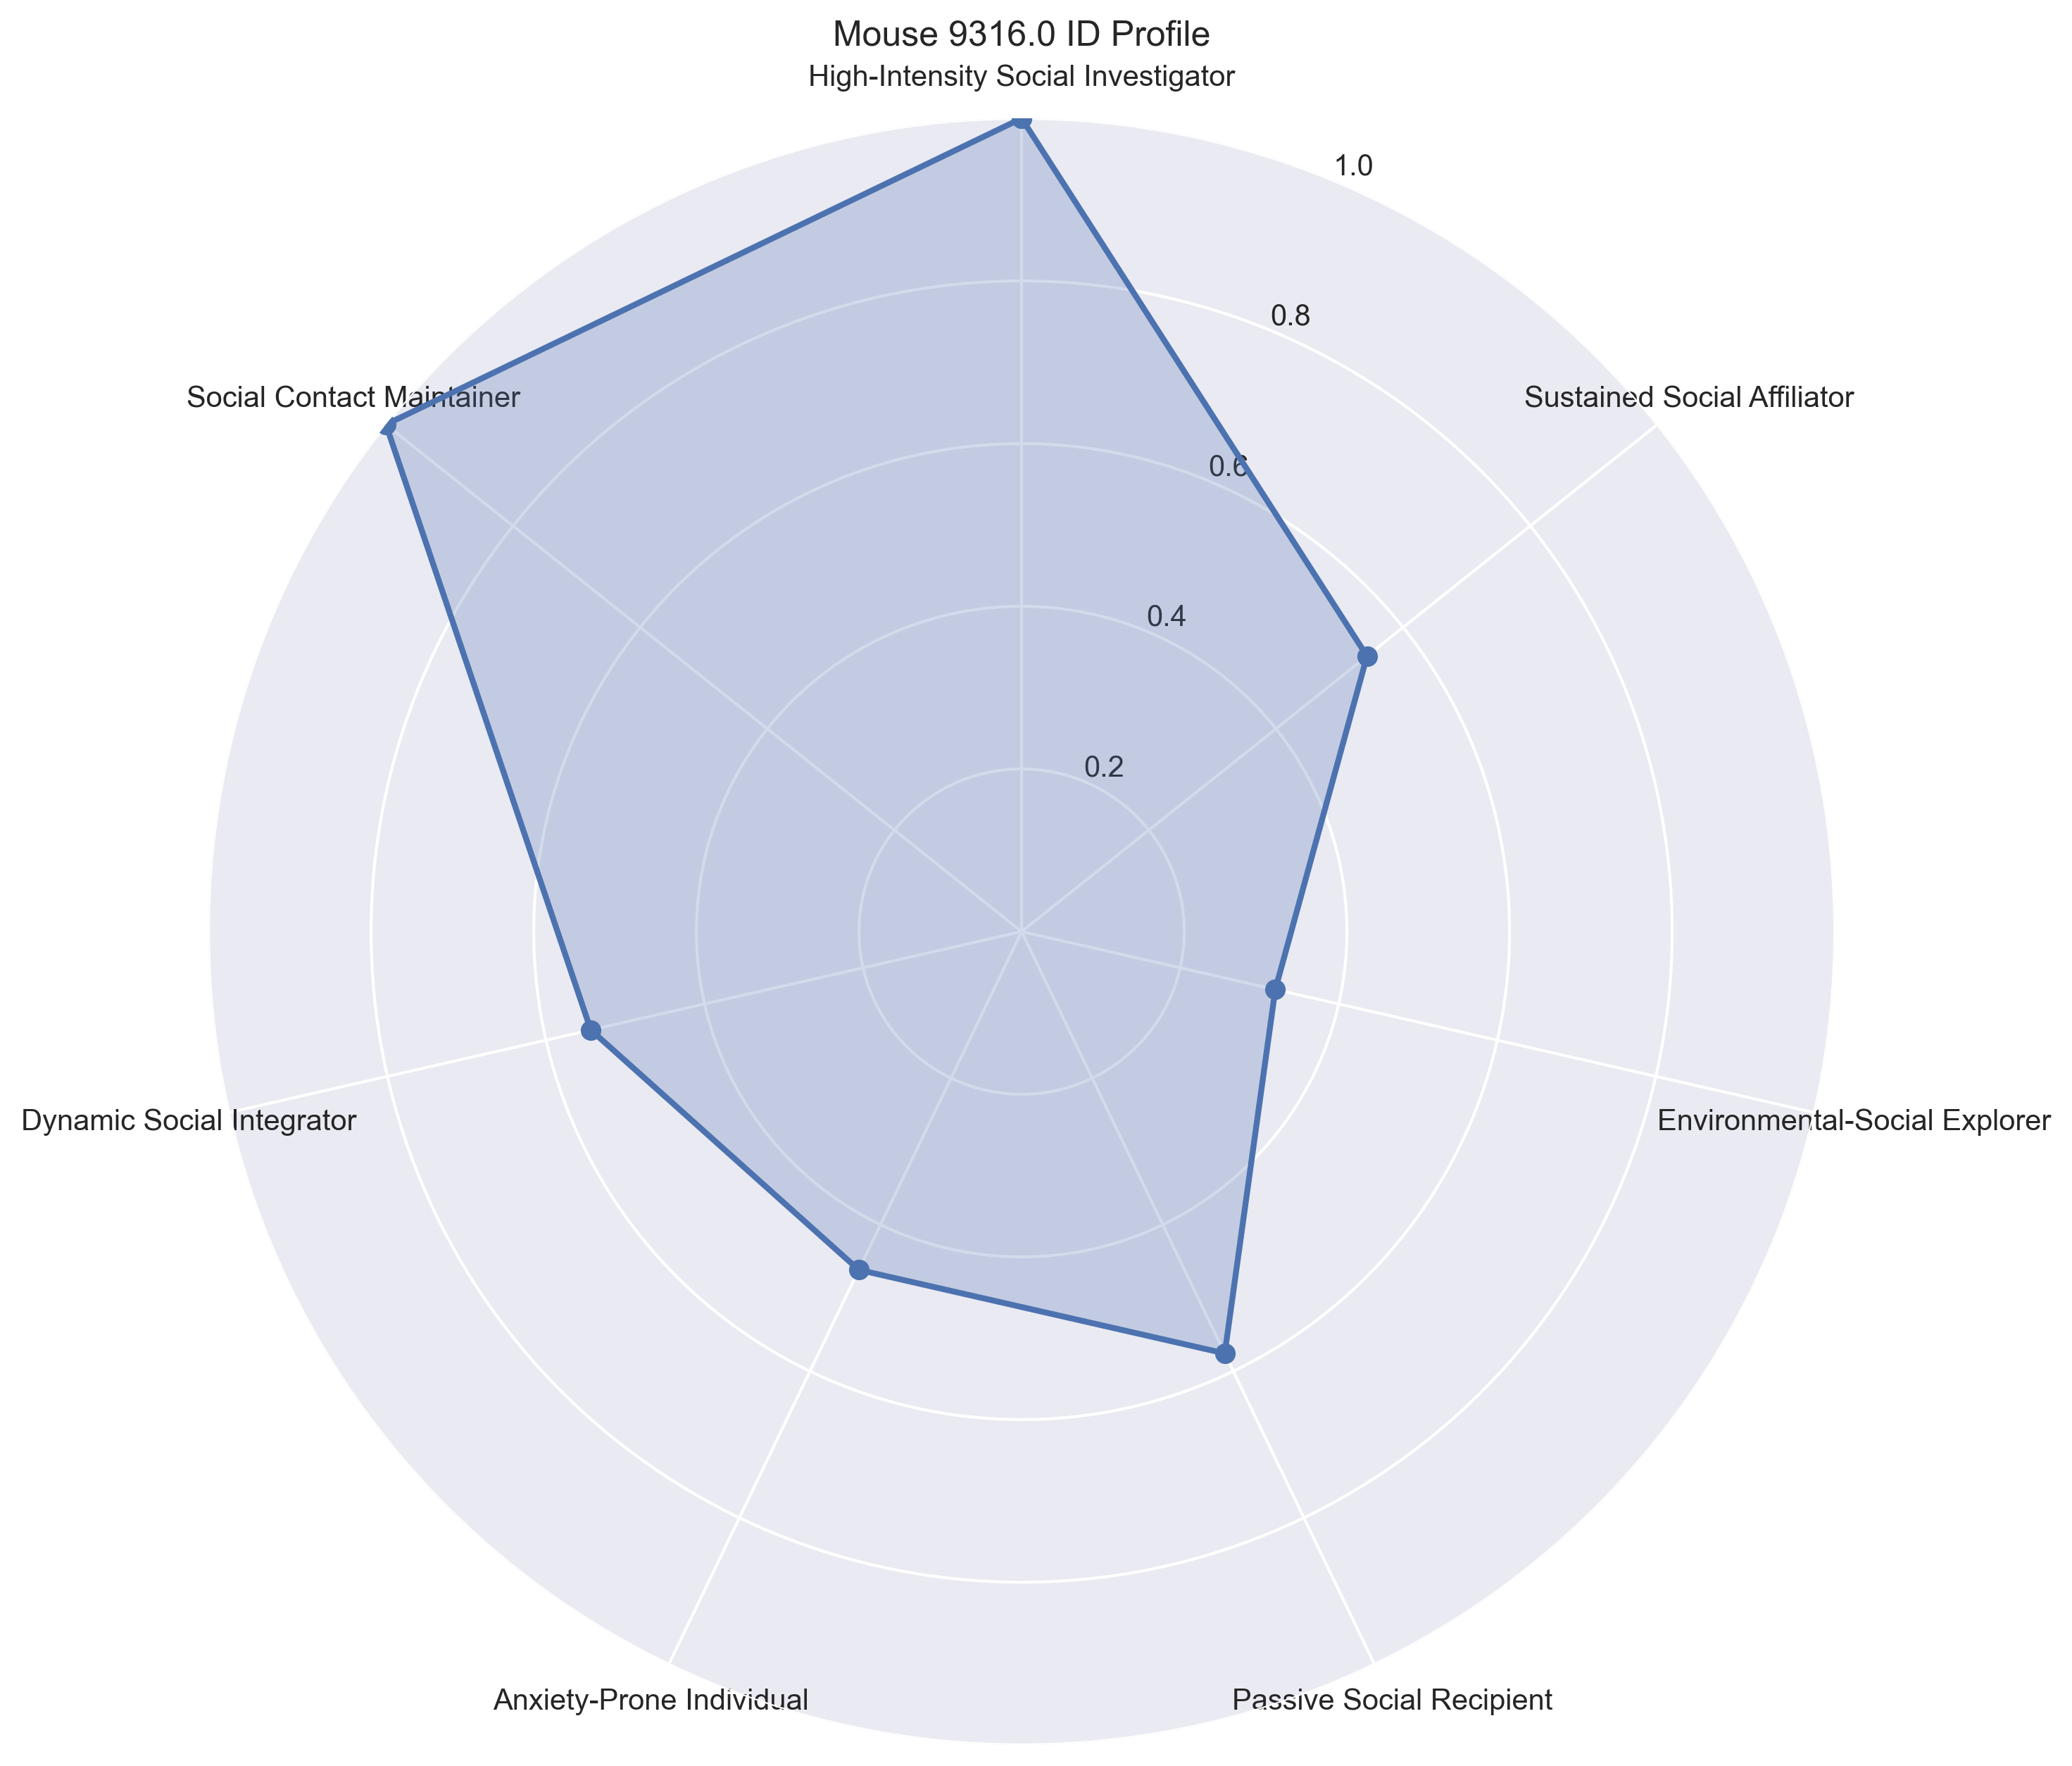 Mouse 9316.0 ID Profile
High-Intensity Social Investigator
1.0
0.8
Social Contact Maintainer
Sustained Social Affiliator
0.6
0.4
0.2
Dynamic Social Integrator
Environmental-Social Explorer
Anxiety-Prone Individual
Passive Social Recipient